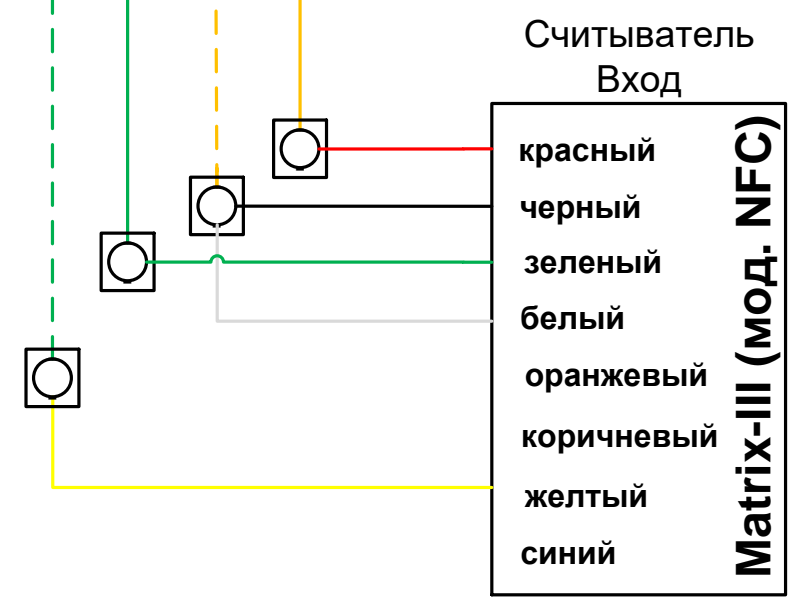 Считыватель
Вход
красный
черный
зеленый
белый
оранжевый
коричневый
желтый
синий
Matrix-III (мод. NFC)